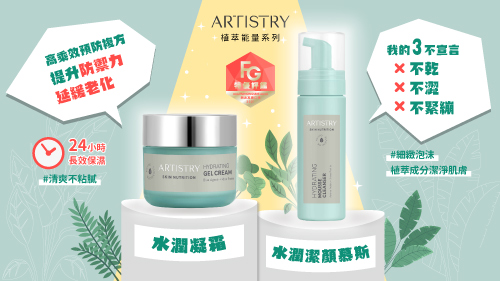 ARTISTRY
植萃能量系列
高乘效預防複方
提升防禦力
延緩老化
24小時
長效保濕
#清爽不粘膩
FG
ARTISTRY
SKIN NUTRITION
HYDRATING
GEL CREAM
水潤凝霜
ARTISTRY
SKIN NUTRITION
HYDRATING
MOUSSE
CLEANSER
水潤潔顏慕斯
我的3不宣言
×不乾
×不澀
×不緊繃
#細緻泡沫
植萃成分潔淨肌膚